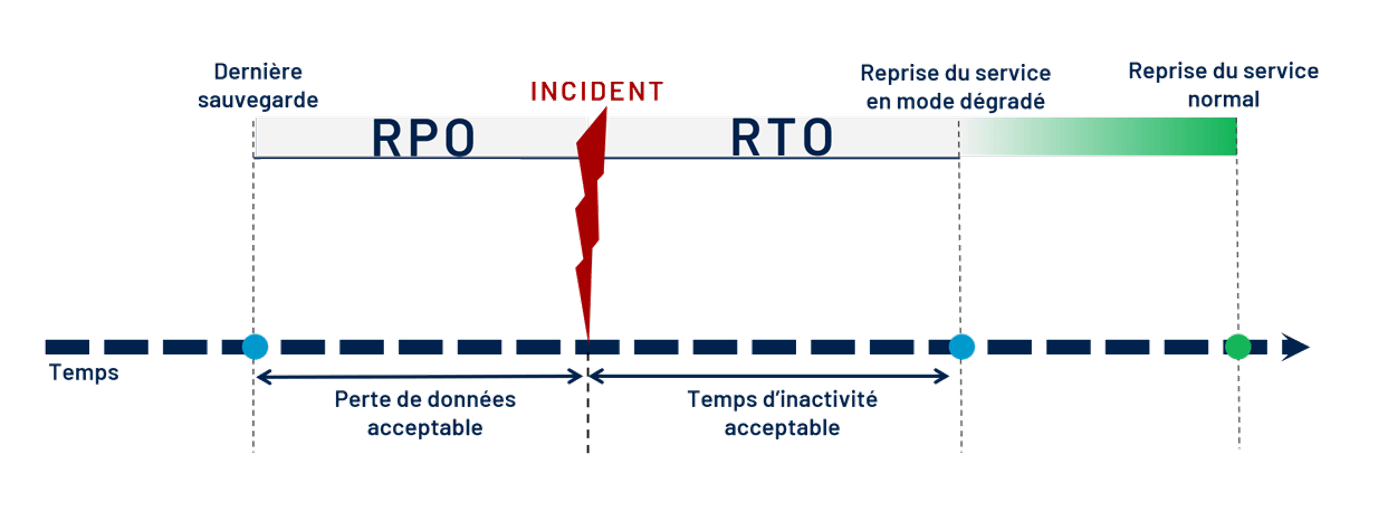 Dernière
sauvegarde
INCIDENT
Reprise du service
en mode dégradé
Reprise du service
normal
RPO
RTO
Temps
Perte de données
acceptable
Temps d'inactivité
acceptable